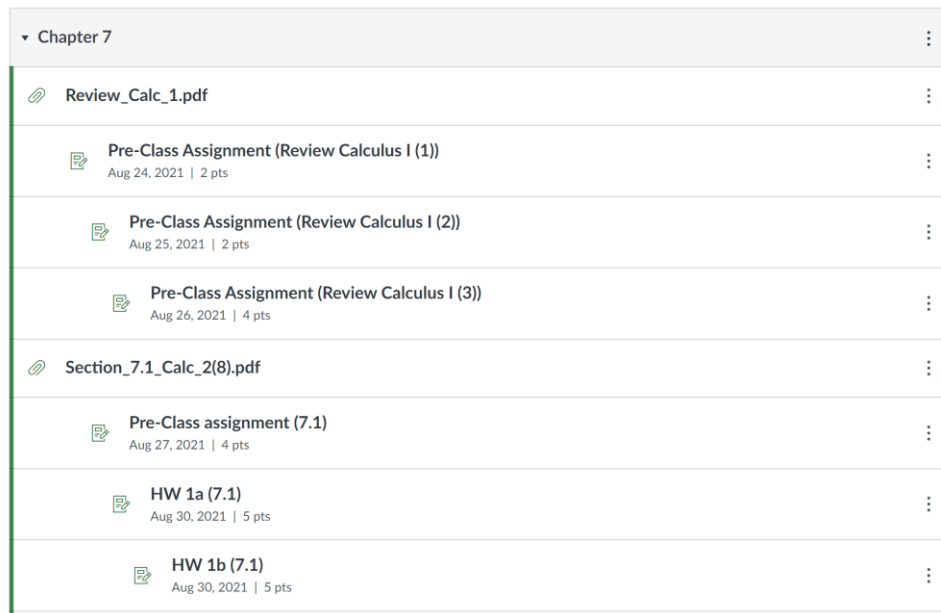 Chapter 7
Review_Calc_1.pdf
Pre-Class Assignment (Review Calculus I (1))
Aug 24, 2021 | 2 pts
Pre-Class Assignment (Review Calculus I (2))
Aug 25, 2021 | 2 pts
Pre-Class Assignment (Review Calculus I (3))
Aug 26, 2021 | 4 pts
Section_7.1_Calc_2(8).pdf
Pre-Class assignment (7.1)
Aug 27, 2021 | 4 pts
HW 1a (7.1)
Aug 30, 2021 | 5 pts
HW 1b (7.1)
Aug 30, 2021 | 5 pts